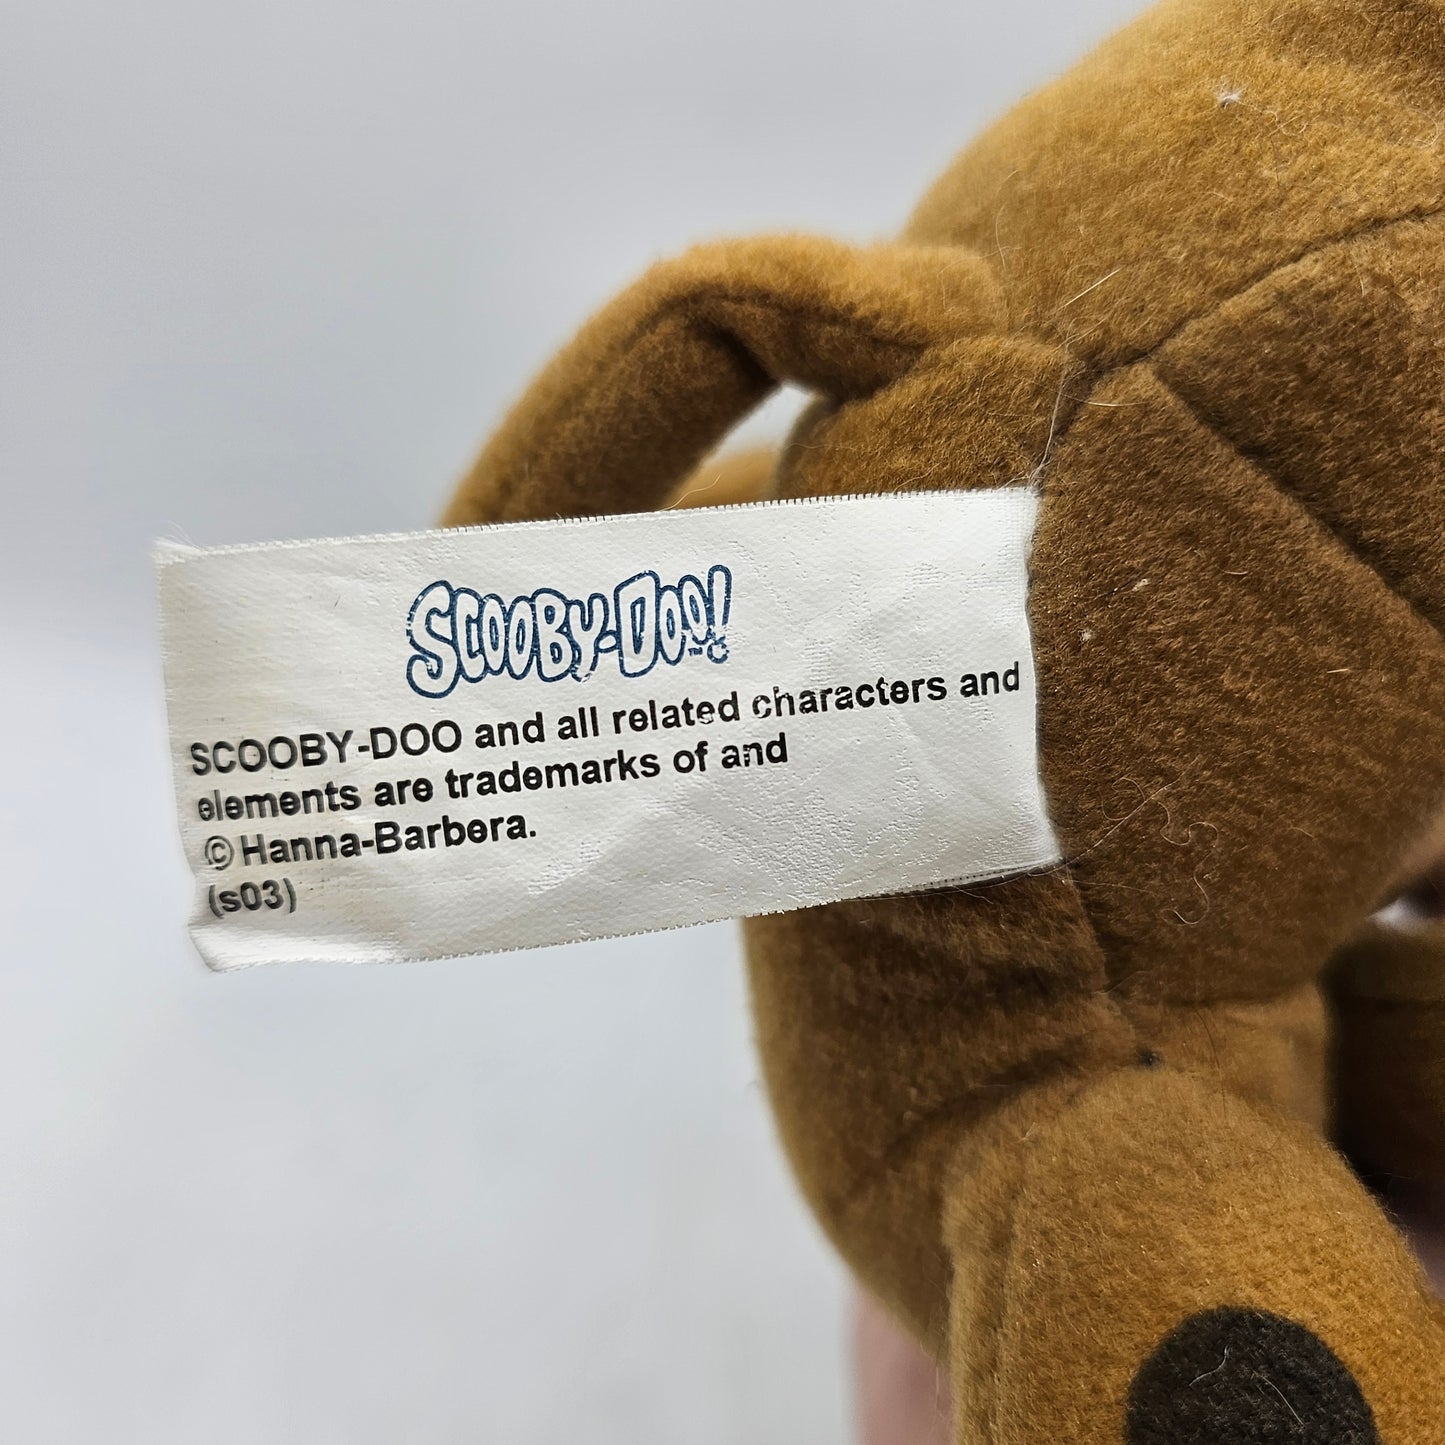 SCOOBY-DOO!
SCOOBY-DOO and all related characters and
elements are trademarks of and
© Hanna-Barbera.
(s03)